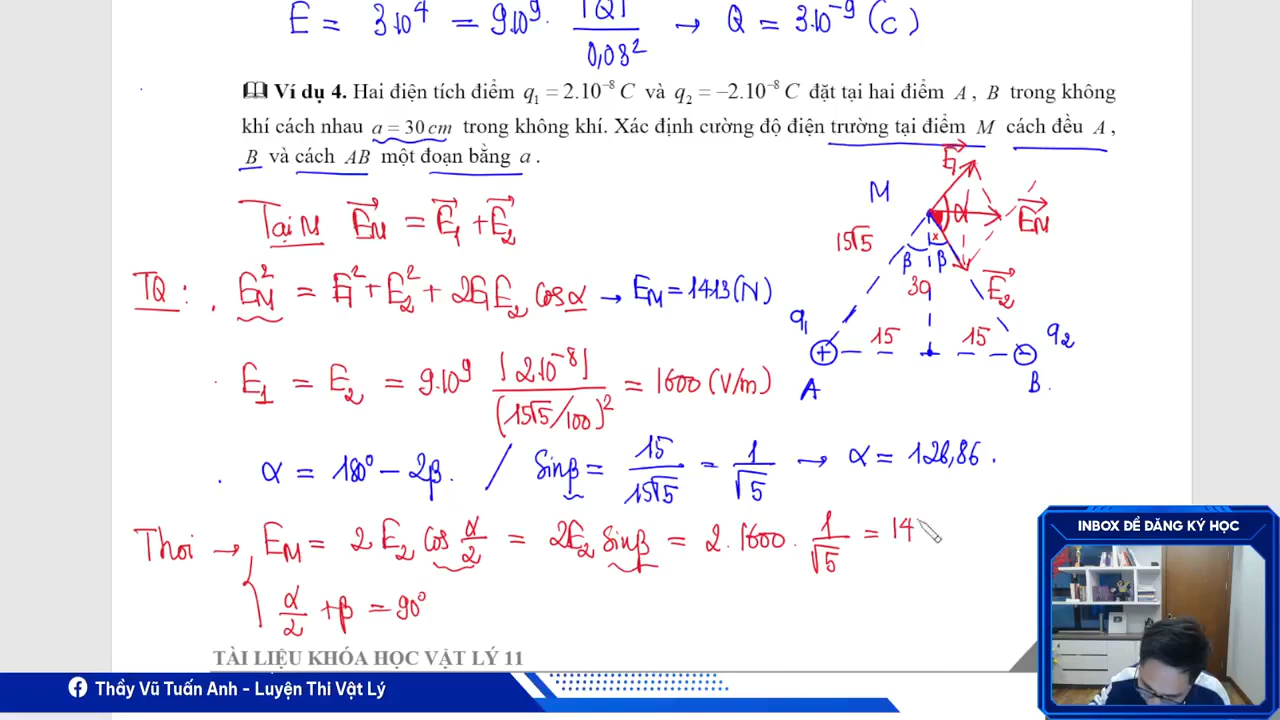 E = 3.10⁴ = 9.10⁹. |Q| / 0,03² → Q = 3.10⁻⁹ (C)
Ví dụ 4. Hai điện tích điểm q₁ = 2.10⁻⁸ C và q₂ = −2.10⁻⁸ C đặt tại hai điểm A, B trong không
khí cách nhau a = 30 cm trong không khí. Xác định cường độ điện trường tại điểm M cách đều A,
B và cách AB một đoạn bằng a.
Tại M E⃗M = E⃗₁ + E⃗₂
TQ: E²M = E₁² + E₂² + 2E₁E₂ cosα → EM = 1413 (N)
E₁ = E₂ = 9.10⁹ |2.10⁻⁸| / (15√5/100)² = 1600 (V/m)
α = 180° − 2β. / Sinβ = 15 / 15√5 = 1/√5 → α = 126,86.
Thoi → EM = 2E₂ cos α/2 = 2E₂ Sinβ = 2.1600. 1/√5 = 14
α/2 + β = 90°
E⃗₁
M
α
E⃗M
15√5
β β
30
E⃗₂
q₁
15 15
q₂
+
−
A
B.
INBOX ĐỂ ĐĂNG KÝ HỌC
TÀI LIỆU KHÓA HỌC VẬT LÝ 11
Thầy Vũ Tuấn Anh - Luyện Thi Vật Lý